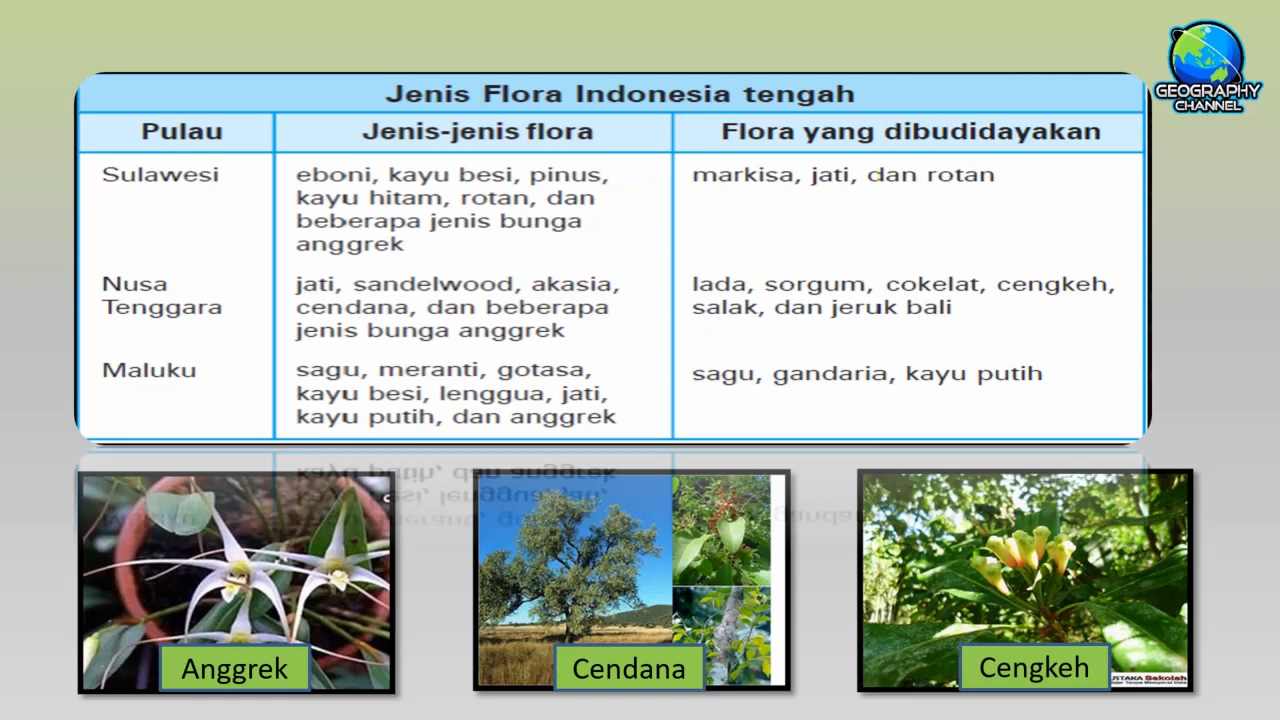 GEOGRAPHY
CHANNEL
Jenis Flora Indonesia tengah
Pulau
Jenis-jenis flora
Flora yang dibudidayakan
Sulawesi
eboni, kayu besi, pinus,
kayu hitam, rotan, dan
beberapa jenis bunga
anggrek
markisa, jati, dan rotan
Nusa
Tenggara
jati, sandelwood, akasia,
cendana, dan beberapa
jenis bunga anggrek
lada, sorgum, cokelat, cengkeh,
salak, dan jeruk bali
Maluku
sagu, meranti, gotasa,
kayu besi, lenggua, jati,
kayu putih, dan anggrek
sagu, gandaria, kayu putih
Anggrek
Cendana
Cengkeh
Sekolah